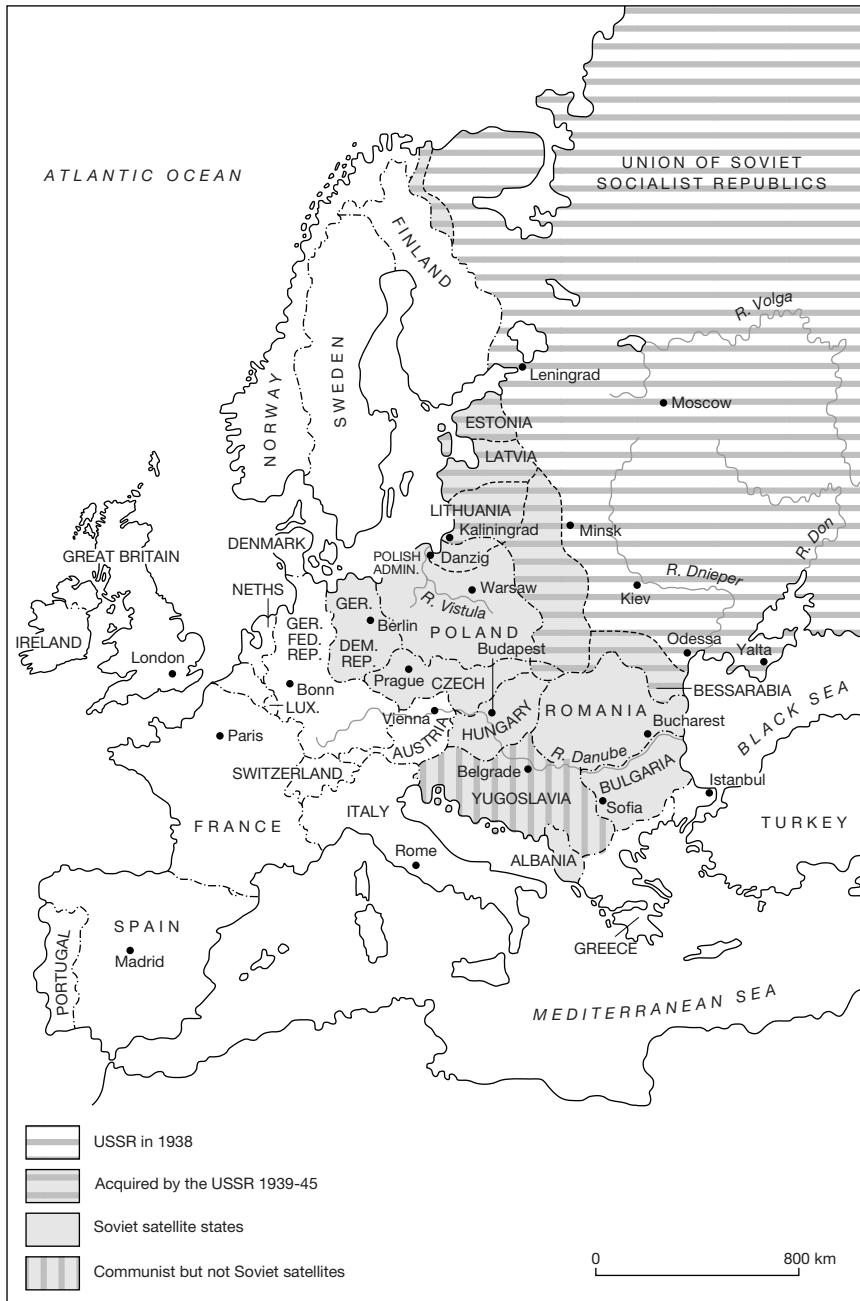 ATLANTIC OCEAN
UNION OF SOVIET
SOCIALIST REPUBLICS
FINLAND
R. Volga
SWEDEN
NORWAY
Leningrad
Moscow
ESTONIA
LATVIA
LITHUANIA
Kaliningrad
Minsk
R. Don
DENMARK
POLISH
ADMIN.
Danzig
GREAT BRITAIN
R. Dnieper
NETHS
Warsaw
Kiev
GER.
R. Vistula
GER.
FED.
REP.
Berlin
POLAND
IRELAND
DEM.
REP.
Budapest
Odessa
Yalta
London
Prague
CZECH
Bonn
BESSARABIA
LUX.
Vienna
HUNGARY
ROMANIA
BLACK SEA
Paris
AUSTRIA
Bucharest
R. Danube
SWITZERLAND
Belgrade
BULGARIA
Istanbul
YUGOSLAVIA
Sofia
ITALY
FRANCE
TURKEY
Rome
ALBANIA
SPAIN
GREECE
Madrid
PORTUGAL
MEDITERRANEAN SEA
USSR in 1938
Acquired by the USSR 1939-45
Soviet satellite states
Communist but not Soviet satellites
0 800 km